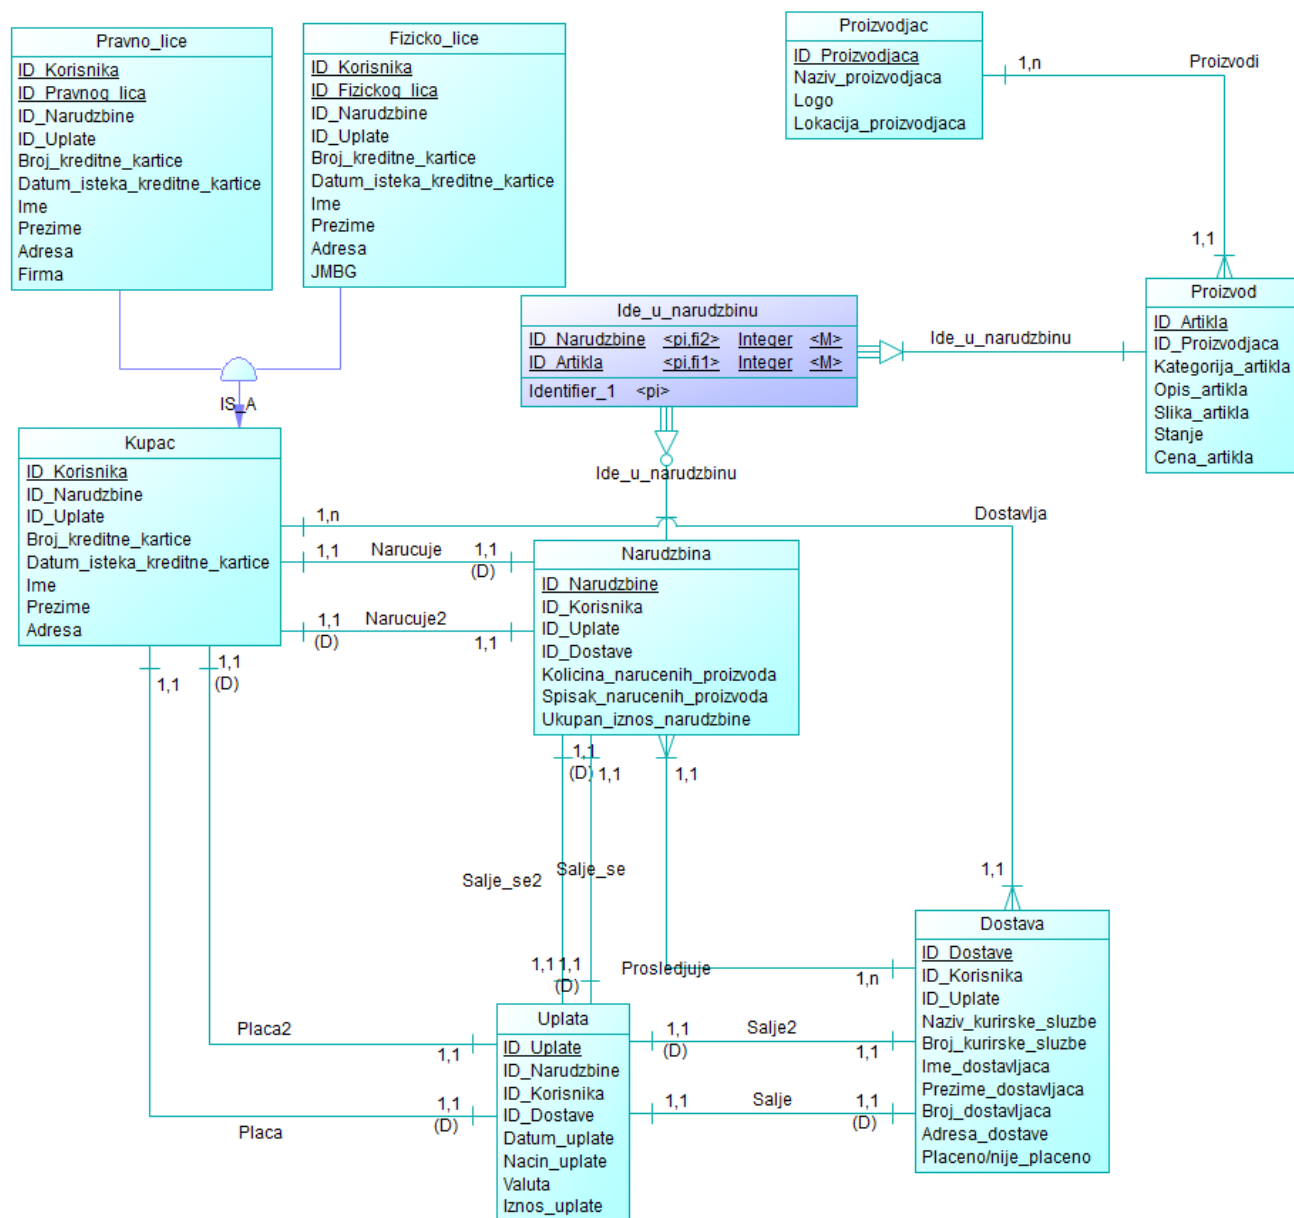 Pravno_lice
ID_Korisnika
ID_Pravnog_lica
ID_Narudzbine
ID_Uplate
Broj_kreditne_kartice
Datum_isteka_kreditne_kartice
Ime
Prezime
Adresa
Firma
Fizicko_lice
ID_Korisnika
ID_Fizickog_lica
ID_Narudzbine
ID_Uplate
Broj_kreditne_kartice
Datum_isteka_kreditne_kartice
Ime
Prezime
Adresa
JMBG
Proizvodjac
ID_Proizvodjaca
Naziv_proizvodjaca
Logo
Lokacija_proizvodjaca
1,n
Proizvodi
1,1
Proizvod
ID_Artikla
ID_Proizvodjaca
Kategorija_artikla
Opis_artikla
Slika_artikla
Stanje
Cena_artikla
Ide_u_narudzbinu
ID_Narudzbine <pi,fi2> Integer <M>
ID_Artikla <pi,fi1> Integer <M>
Identifier_1 <pi>
Ide_u_narudzbinu
Ide_u_narudzbinu
IS_A
Kupac
ID_Korisnika
ID_Narudzbine
ID_Uplate
Broj_kreditne_kartice
Datum_isteka_kreditne_kartice
Ime
Prezime
Adresa
1,n
Dostavlja
1,1
1,1
Narucuje
1,1
(D)
1,1
(D)
Narucuje2
1,1
Narudzbina
ID_Narudzbine
ID_Korisnika
ID_Uplate
ID_Dostave
Kolicina_narucenih_proizvoda
Spisak_narucenih_proizvoda
Ukupan_iznos_narudzbine
1,1
1,1
(D)
1,1
(D)
1,1
1,1
Salje_se2
Salje_se
1,1
1,1
(D)
Prosledjuje
1,n
Placa2
1,1
Placa
1,1
(D)
Uplata
ID_Uplate
ID_Narudzbine
ID_Korisnika
ID_Dostave
Datum_uplate
Nacin_uplate
Valuta
Iznos_uplate
1,1
(D)
Salje2
1,1
1,1
Salje
1,1
(D)
Dostava
ID_Dostave
ID_Korisnika
ID_Uplate
Naziv_kurirske_sluzbe
Broj_kurirske_sluzbe
Ime_dostavljaca
Prezime_dostavljaca
Broj_dostavljaca
Adresa_dostave
Placeno/nije_placeno